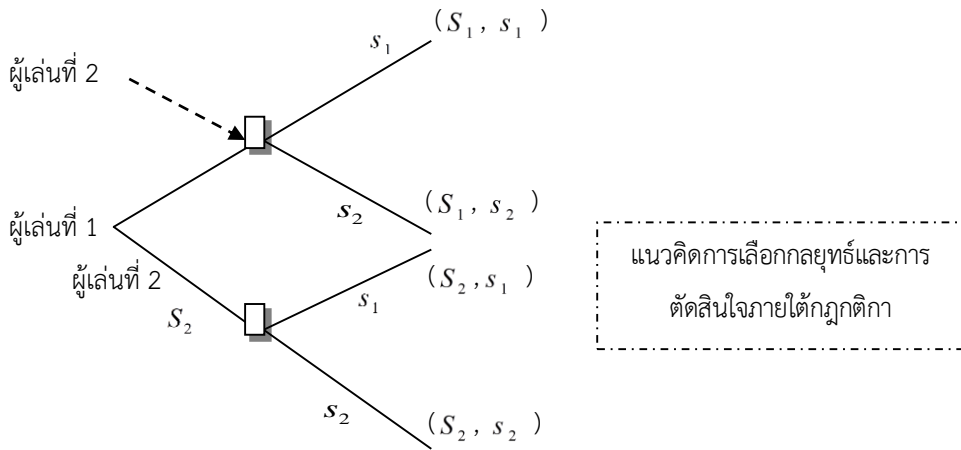 s₁ (S₁, s₁)
ผู้เล่นที่ 2
s₂ (S₁, s₂)
ผู้เล่นที่ 1
ผู้เล่นที่ 2
(S₂, s₁)
s₁
S₂
s₂ (S₂, s₂)
แนวคิดการเลือกกลยุทธ์และการ
ตัดสินใจภายใต้กฎกติกา